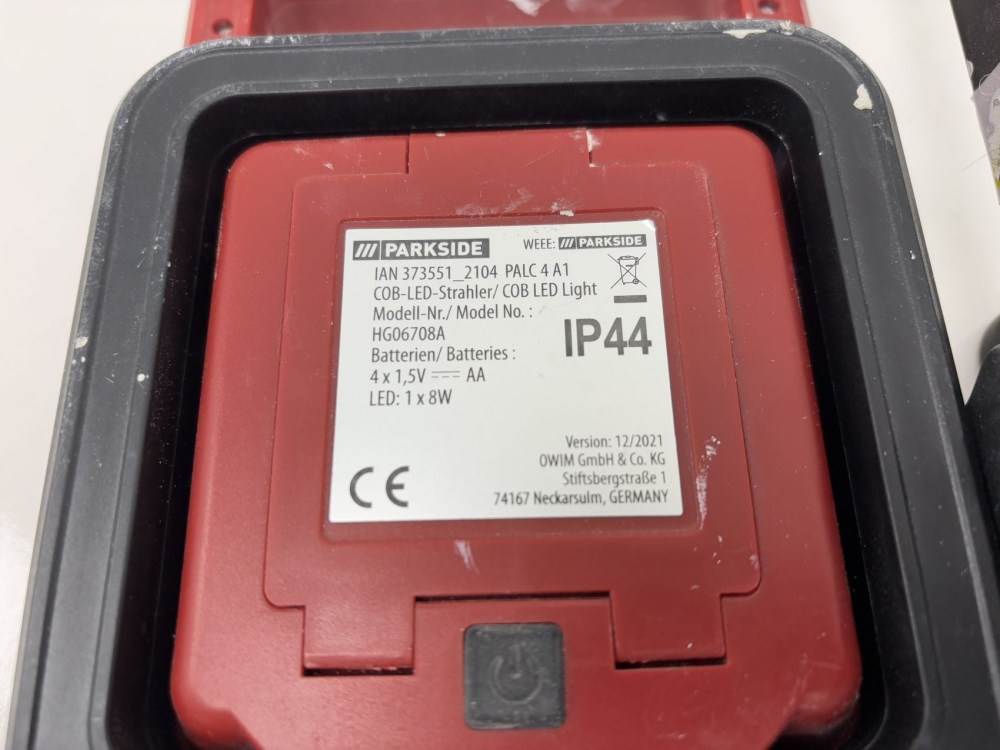 /// PARKSIDE
WEEE: /// PARKSIDE
IAN 373551_2104 PALC 4 A1
COB-LED-Strahler/ COB LED Light
Modell-Nr./ Model No. :
HG06708A
IP44
Batterien/ Batteries :
4 x 1,5V ⎓ AA
LED: 1 x 8W
Version: 12/2021
OWIM GmbH & Co. KG
Stiftsbergstraße 1
74167 Neckarsulm, GERMANY
CE